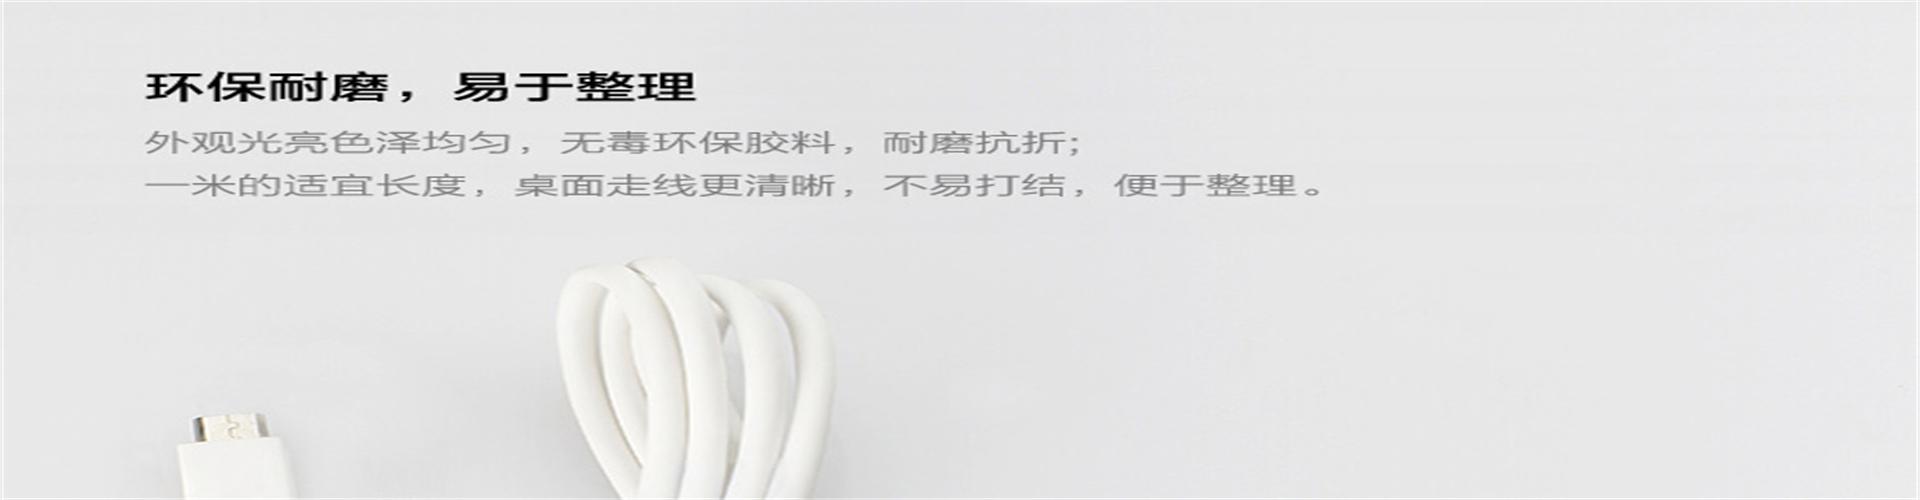 环保耐磨，易于整理
外观光亮色泽均匀，无毒环保胶料，耐磨抗折;
一米的适宜长度，桌面走线更清晰，不易打结，便于整理。